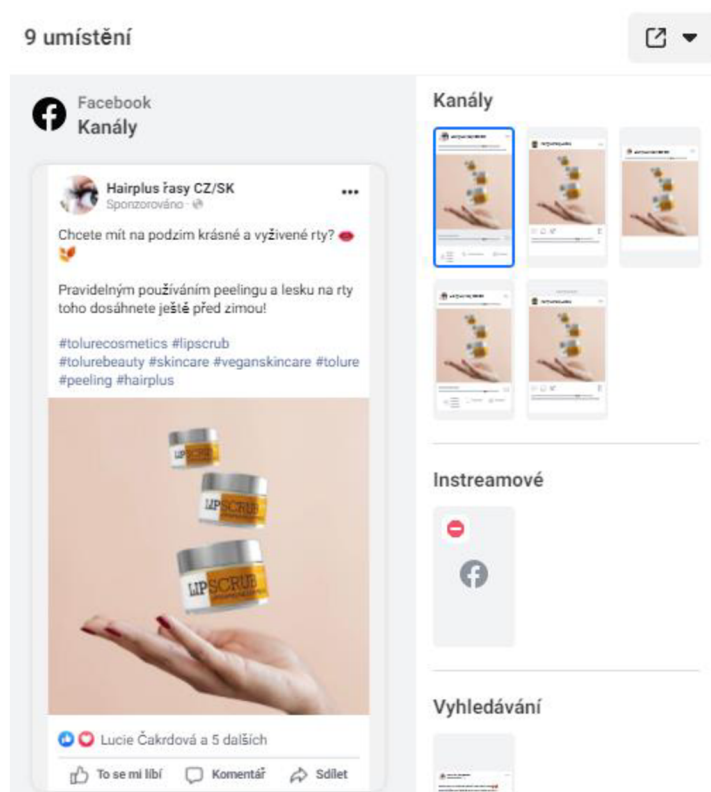 9 umístění
Facebook
Kanály
Hairplus řasy CZ/SK
Sponzorováno ·
Chcete mít na podzim krásné a vyživené rty? 👄
🍂
Pravidelným používáním peelingu a lesku na rty
toho dosáhnete ještě před zimou!
#tolurecosmetics #lipscrub
#tolurebeauty #skincare #veganskincare #tolure
#peeling #hairplus
LIPSCRUB
LIPSCRUB
LIPSCRUB
Lucie Čakrdová a 5 dalších
To se mi líbí
Komentář
Sdílet
Kanály
Instreamové
Vyhledávání